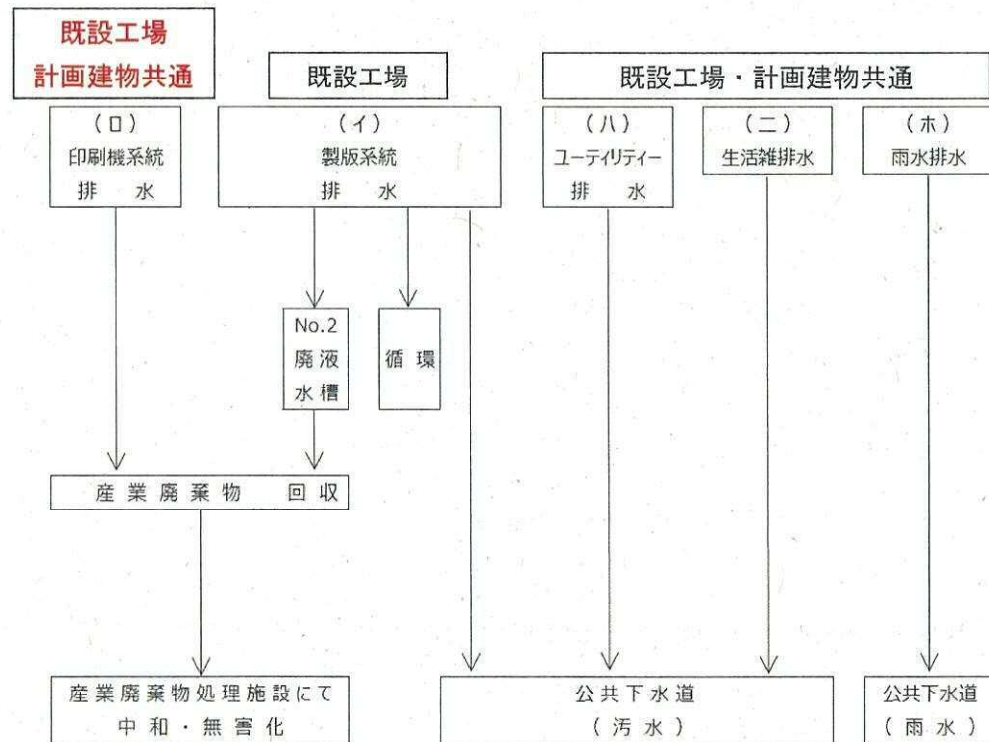 既設工場
計画建物共通
既設工場
既設工場・計画建物共通
(ロ)
印刷機系統
排 水
(イ)
製版系統
排 水
(ハ)
ユーティリティー
排 水
(ニ)
生活雑排水
(ホ)
雨水排水
No.2
廃液
水槽
循環
産業廃棄物 回収
産業廃棄物処理施設にて
中和・無害化
公共下水道
(汚水)
公共下水道
(雨水)